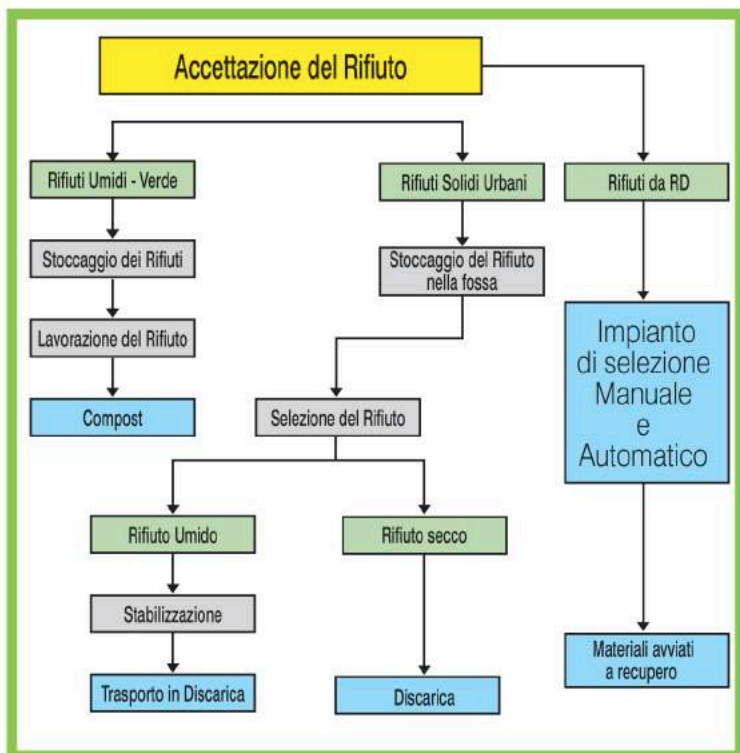 Accettazione del Rifiuto
Rifiuti Umidi - Verde
Rifiuti Solidi Urbani
Rifiuti da RD
Stoccaggio dei Rifiuti
Stoccaggio del Rifiuto
nella fossa
Lavorazione del Rifiuto
Impianto
di selezione
Manuale
e
Automatico
Compost
Selezione del Rifiuto
Rifiuto Umido
Rifiuto secco
Stabilizzazione
Materiali avviati
a recupero
Trasporto in Discarica
Discarica